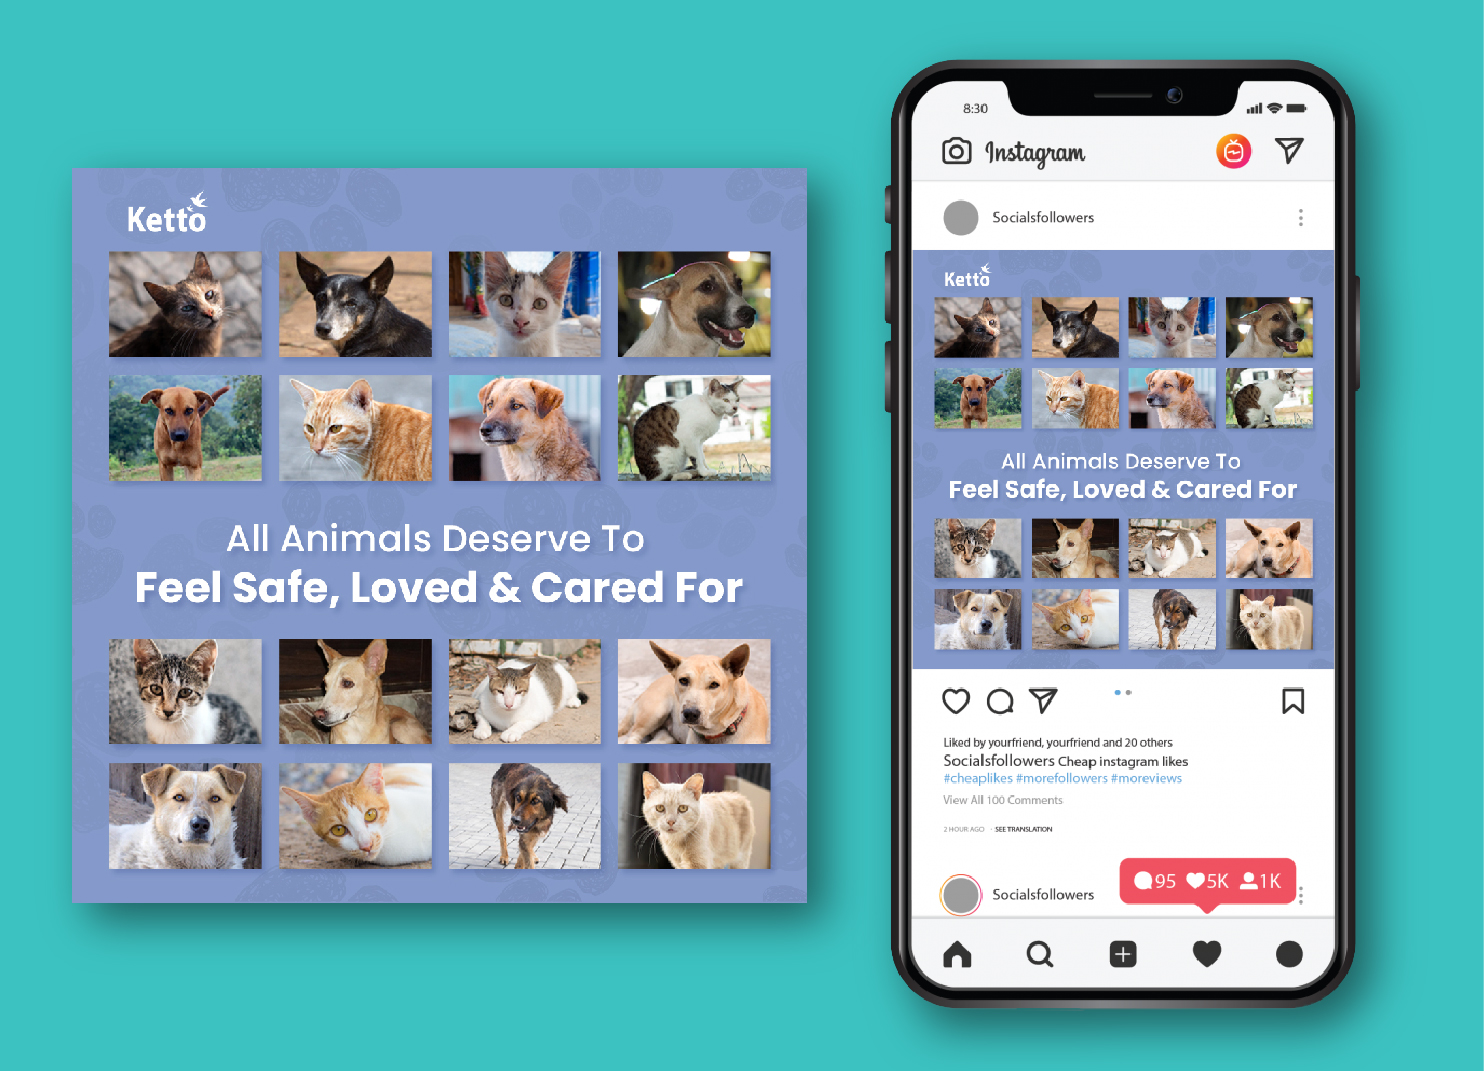 Ketto
All Animals Deserve To
Feel Safe, Loved & Cared For
8:30
Instagram
Socialsfollowers
Ketto
All Animals Deserve To
Feel Safe, Loved & Cared For
Liked by yourfriend, yourfriend and 20 others
Socialsfollowers Cheap instagram likes
#cheaplikes #morefollowers #moreviews
View All 100 Comments
2 HOUR AGO · SEE TRANSLATION
95 5K 1K
Socialsfollowers